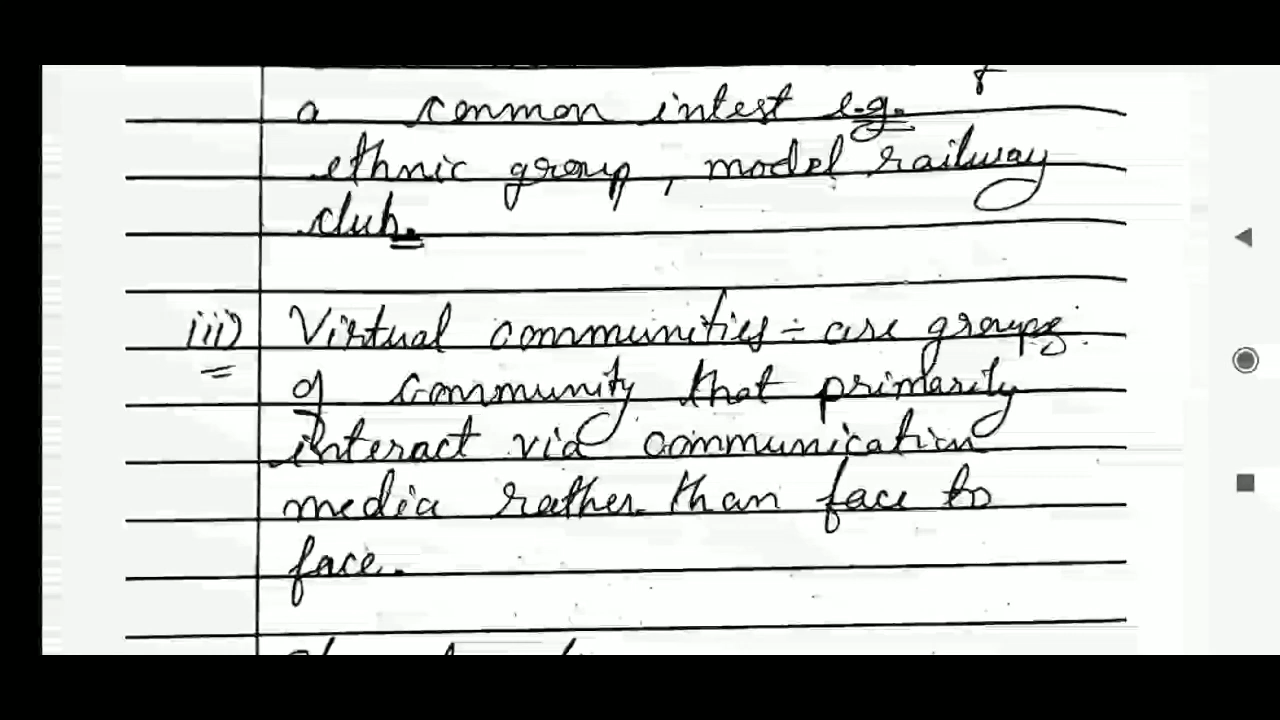 a common intest e.g.
ethnic group, model railway
club.
iii) Virtual communities :- are groups
of community that primarily
interact via communication
media rather than face to
face.